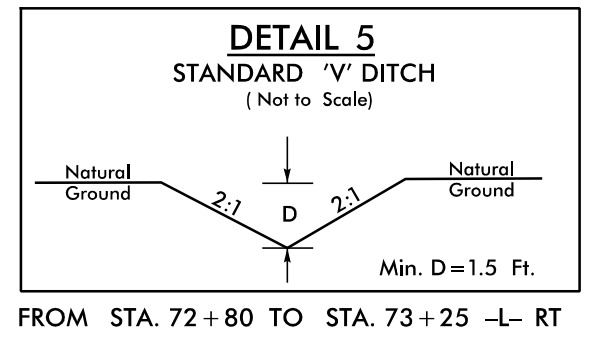 DETAIL 5
STANDARD 'V' DITCH
( Not to Scale)
Natural
Ground
2:1
D
2:1
Natural
Ground
Min. D=1.5 Ft.
FROM STA. 72+80 TO STA. 73+25 -L- RT